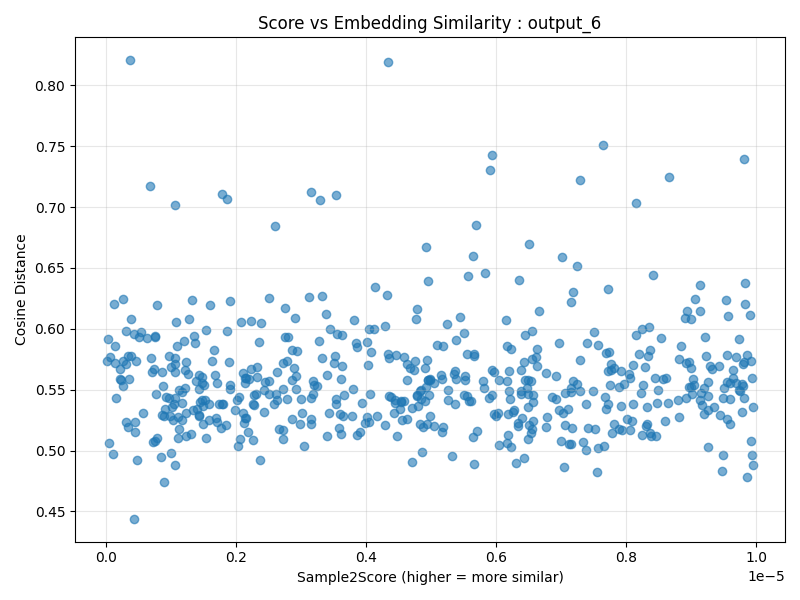 Score vs Embedding Similarity : output_6
0.80
0.75
0.70
0.65
0.60
0.55
0.50
0.45
Cosine Distance
0.0 0.2 0.4 0.6 0.8 1.0
1e−5
Sample2Score (higher = more similar)